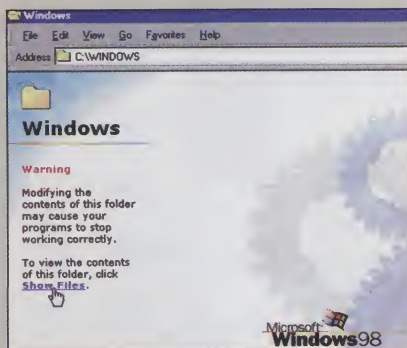 Windows
File Edit View Go Favorites Help
Address C:\WINDOWS
Windows
Warning
Modifying the
contents of this folder
may cause your
programs to stop
working correctly.
To view the contents
of this folder, click
Show Files.
Microsoft
Windows98